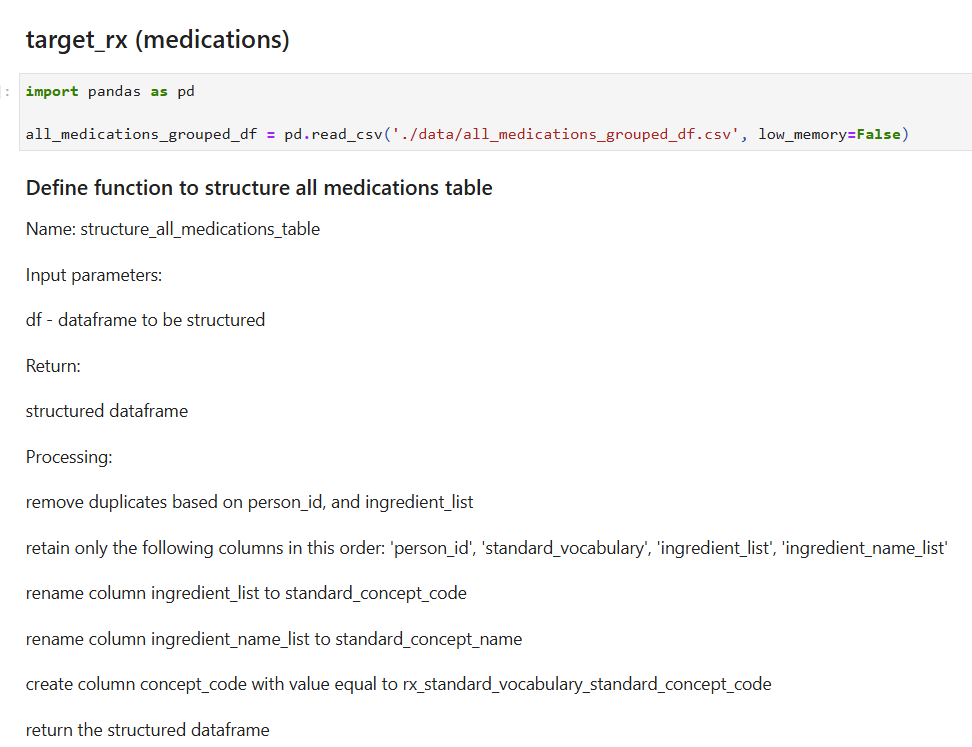 target_rx (medications)
:
import pandas as pd
all_medications_grouped_df = pd.read_csv('./data/all_medications_grouped_df.csv', low_memory=False)
Define function to structure all medications table
Name: structure_all_medications_table
Input parameters:
df - dataframe to be structured
Return:
structured dataframe
Processing:
remove duplicates based on person_id, and ingredient_list
retain only the following columns in this order: 'person_id', 'standard_vocabulary', 'ingredient_list', 'ingredient_name_list'
rename column ingredient_list to standard_concept_code
rename column ingredient_name_list to standard_concept_name
create column concept_code with value equal to rx_standard_vocabulary_standard_concept_code
return the structured dataframe